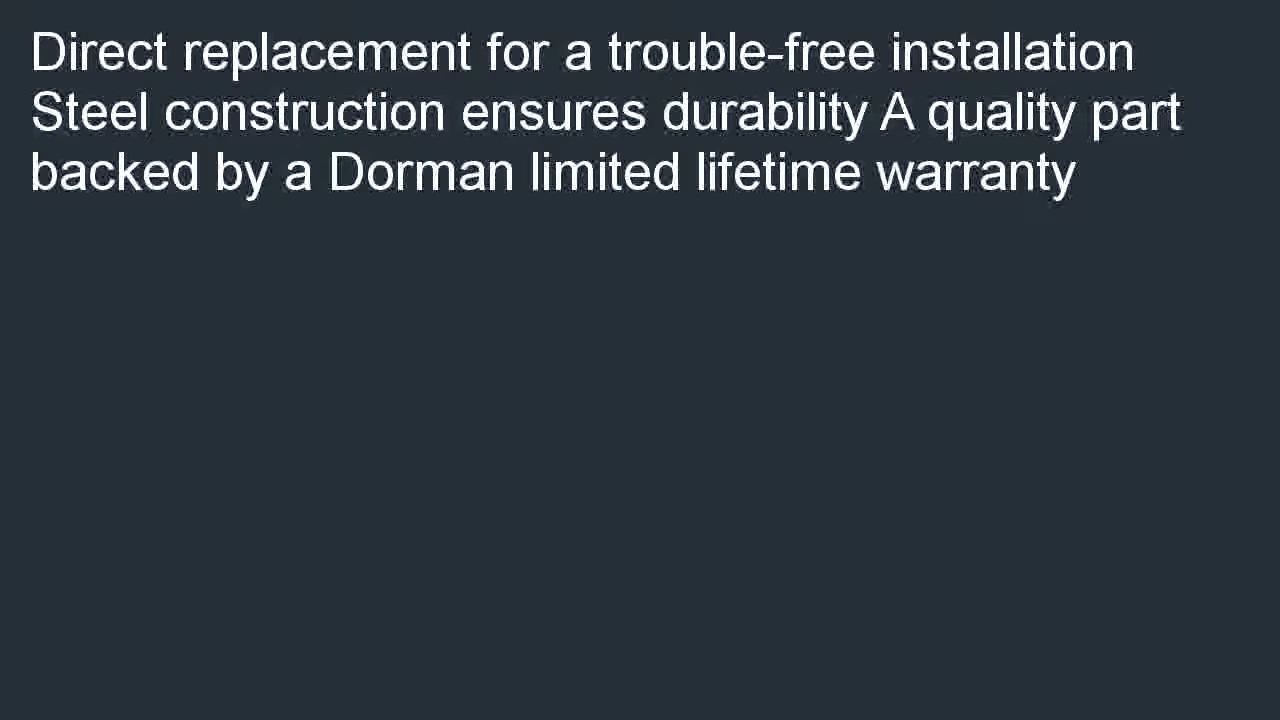 Direct replacement for a trouble-free installation
Steel construction ensures durability A quality part
backed by a Dorman limited lifetime warranty